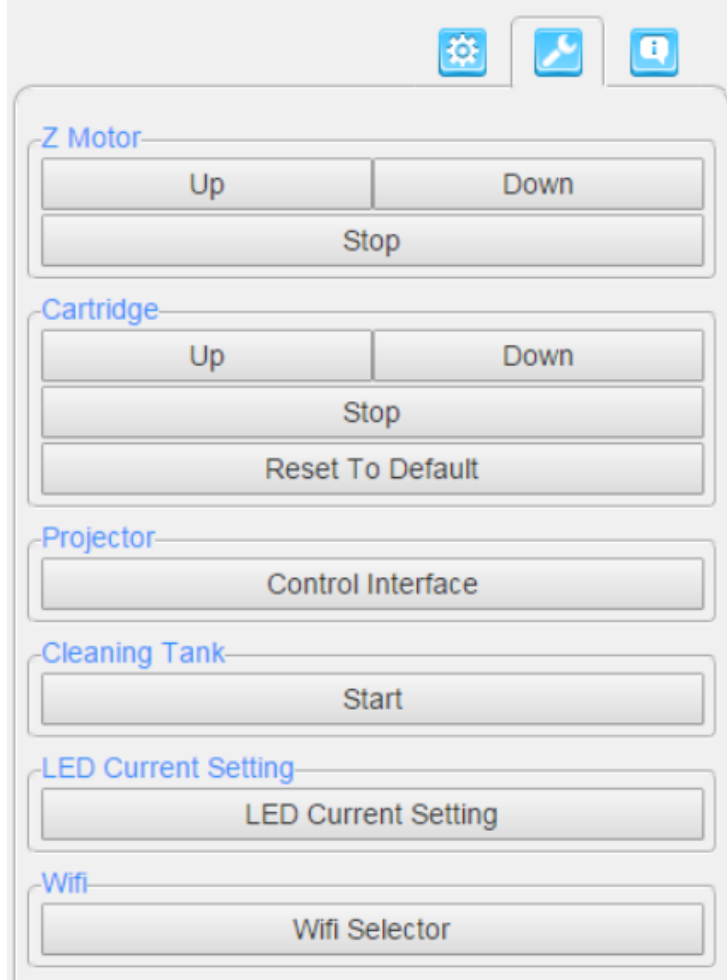 Z Motor
Up Down
Stop
Cartridge
Up Down
Stop
Reset To Default
Projector
Control Interface
Cleaning Tank
Start
LED Current Setting
LED Current Setting
Wifi
Wifi Selector